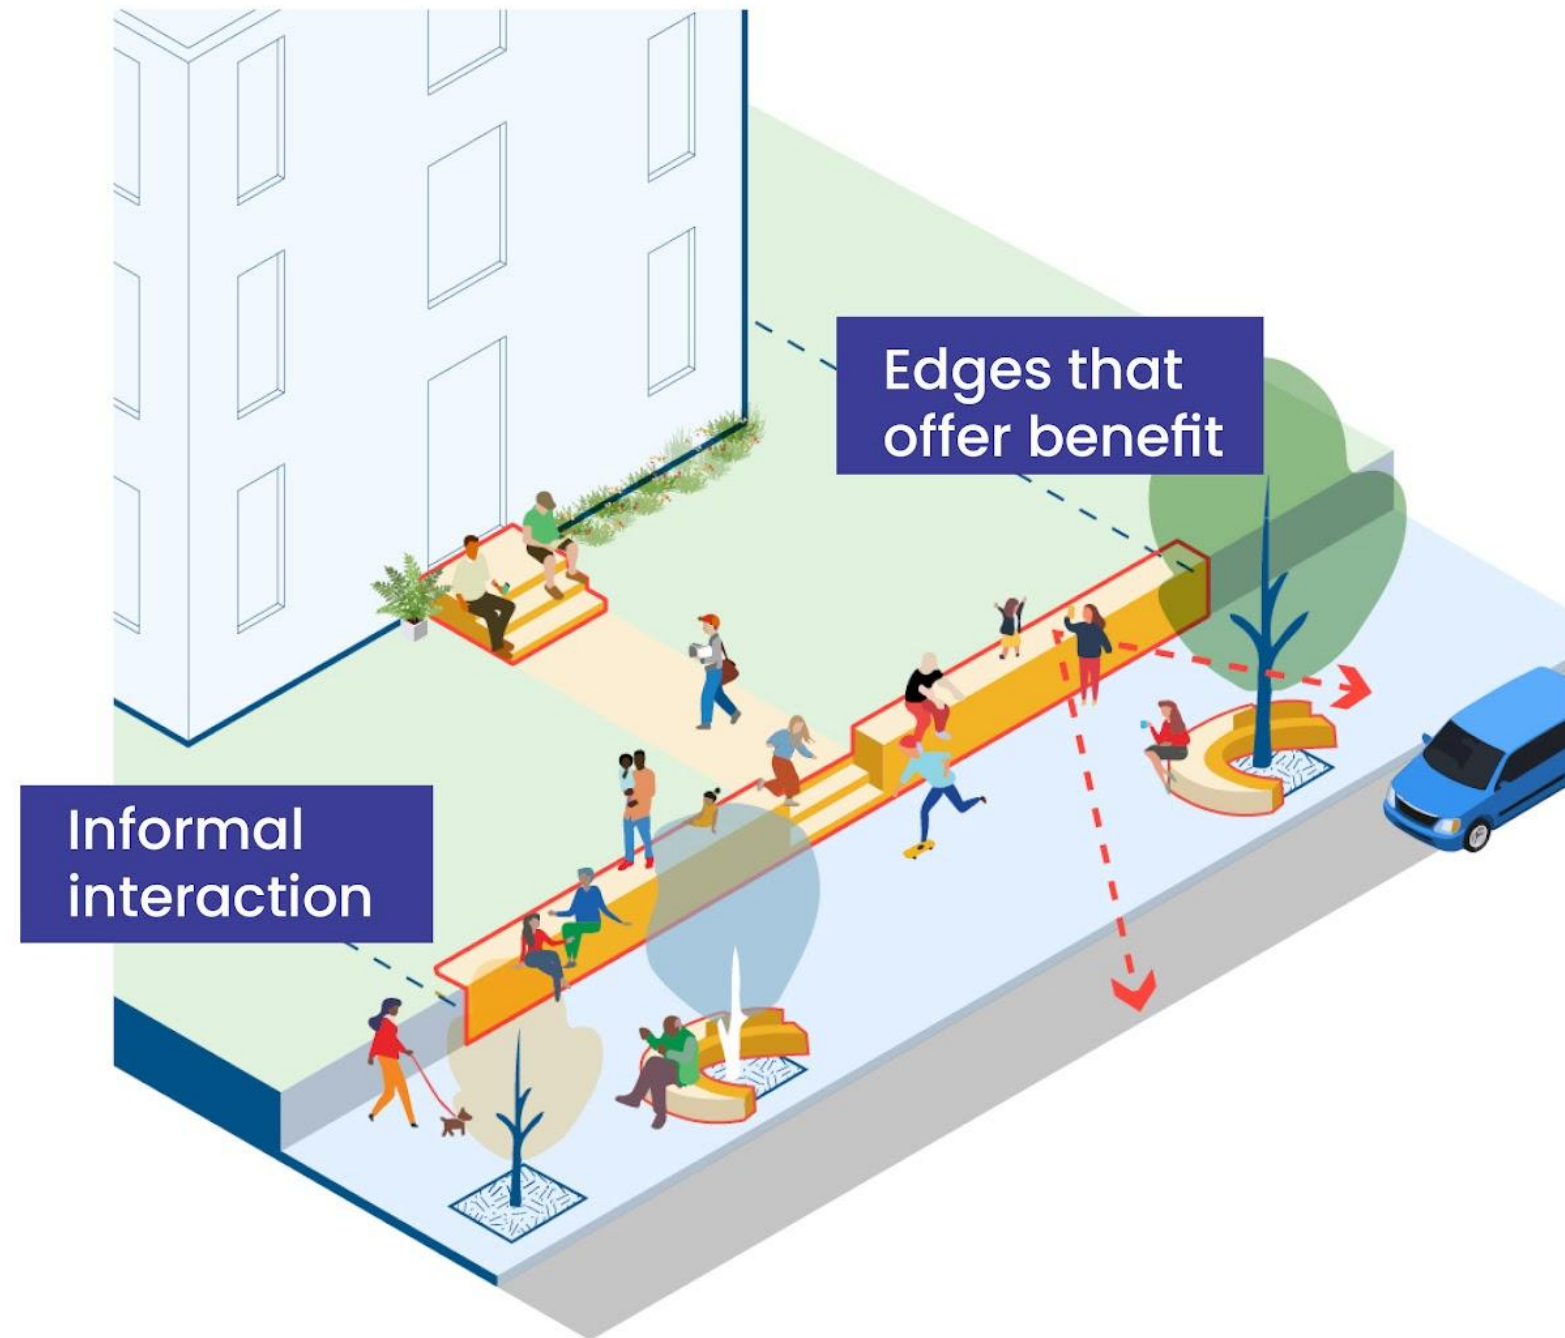 Edges that
offer benefit
Informal
interaction